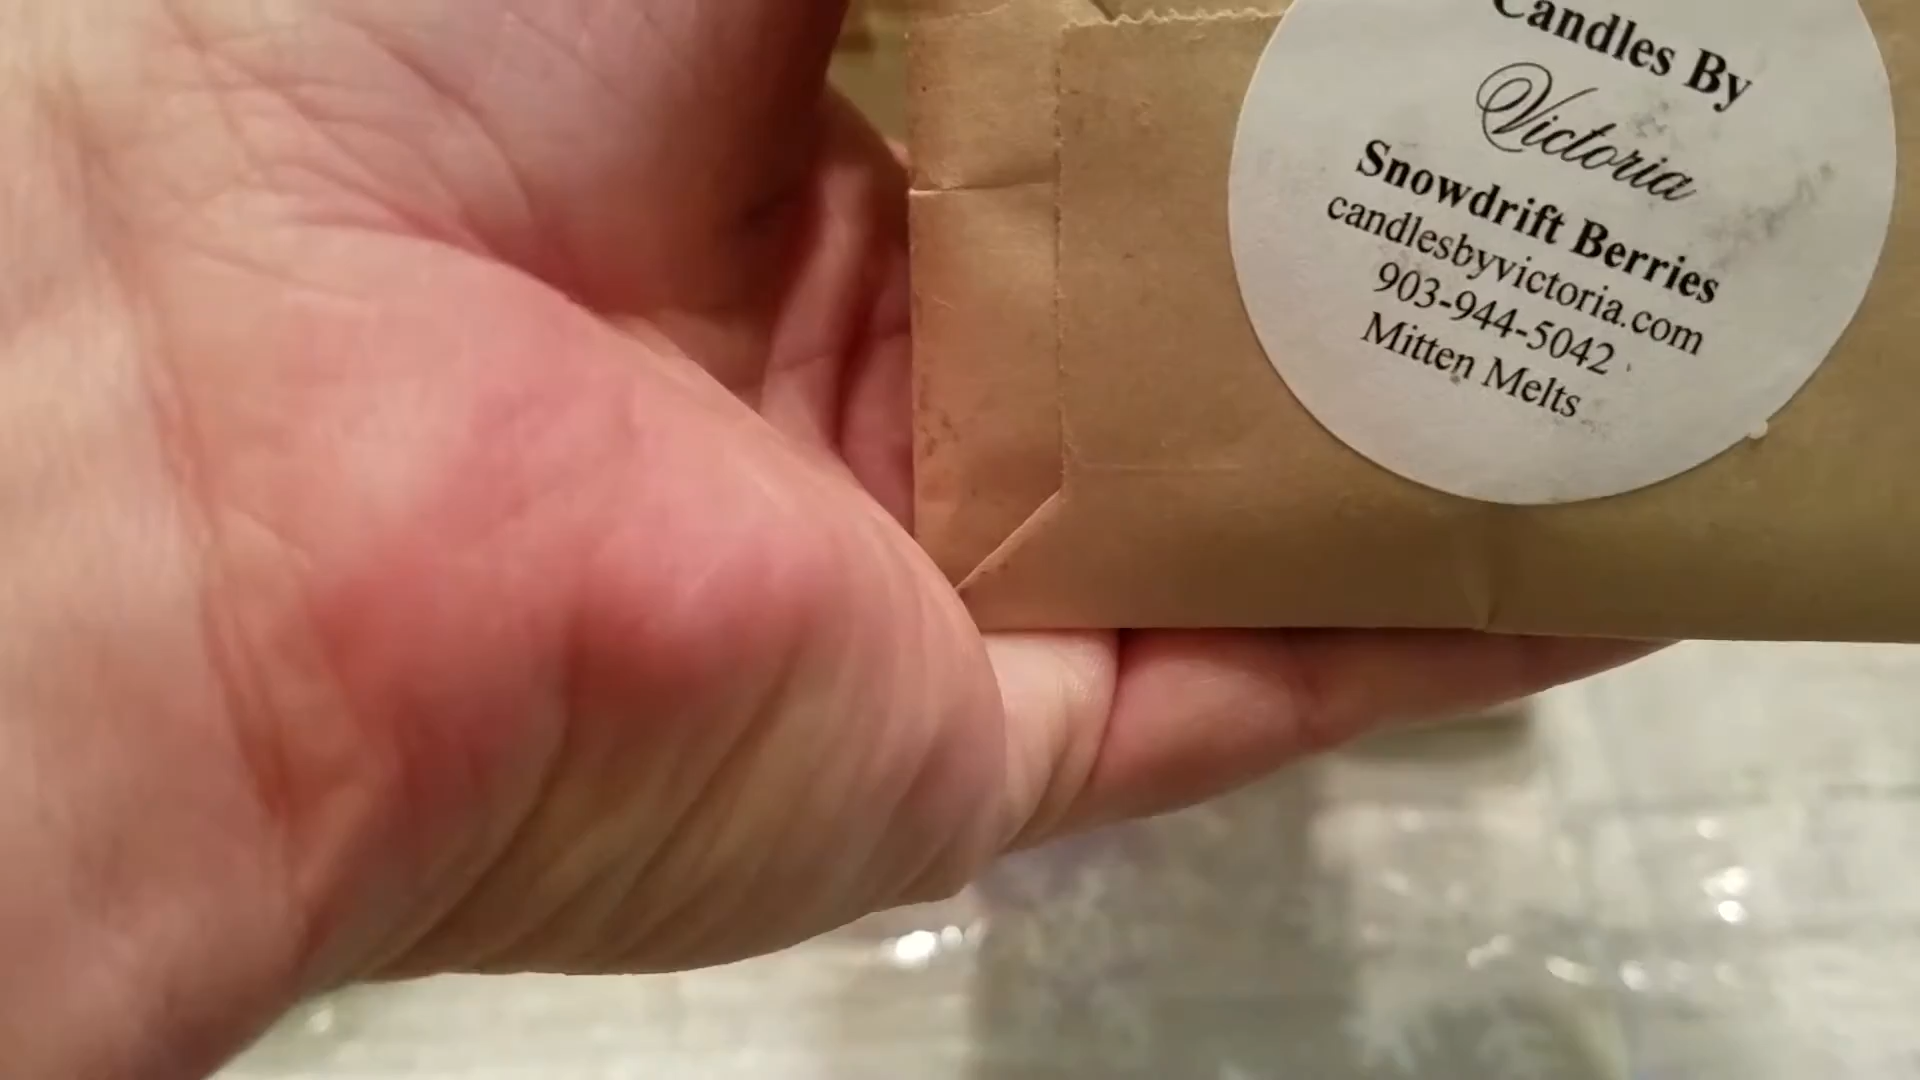 Candles By
Victoria
Snowdrift Berries
candlesbyvictoria.com
903-944-5042
Mitten Melts